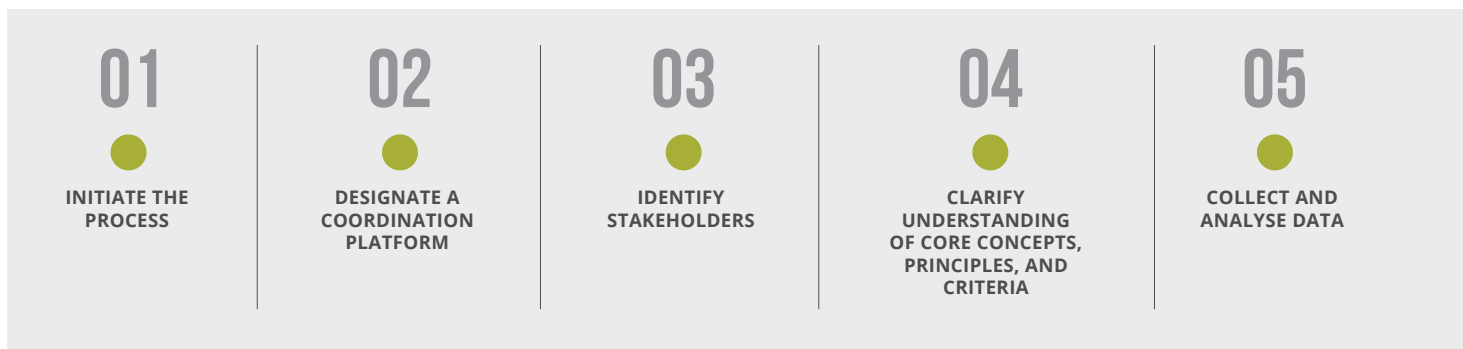 01
INITIATE THE
PROCESS
02
DESIGNATE A
COORDINATION
PLATFORM
03
IDENTIFY
STAKEHOLDERS
04
CLARIFY
UNDERSTANDING
OF CORE CONCEPTS,
PRINCIPLES, AND
CRITERIA
05
COLLECT AND
ANALYSE DATA